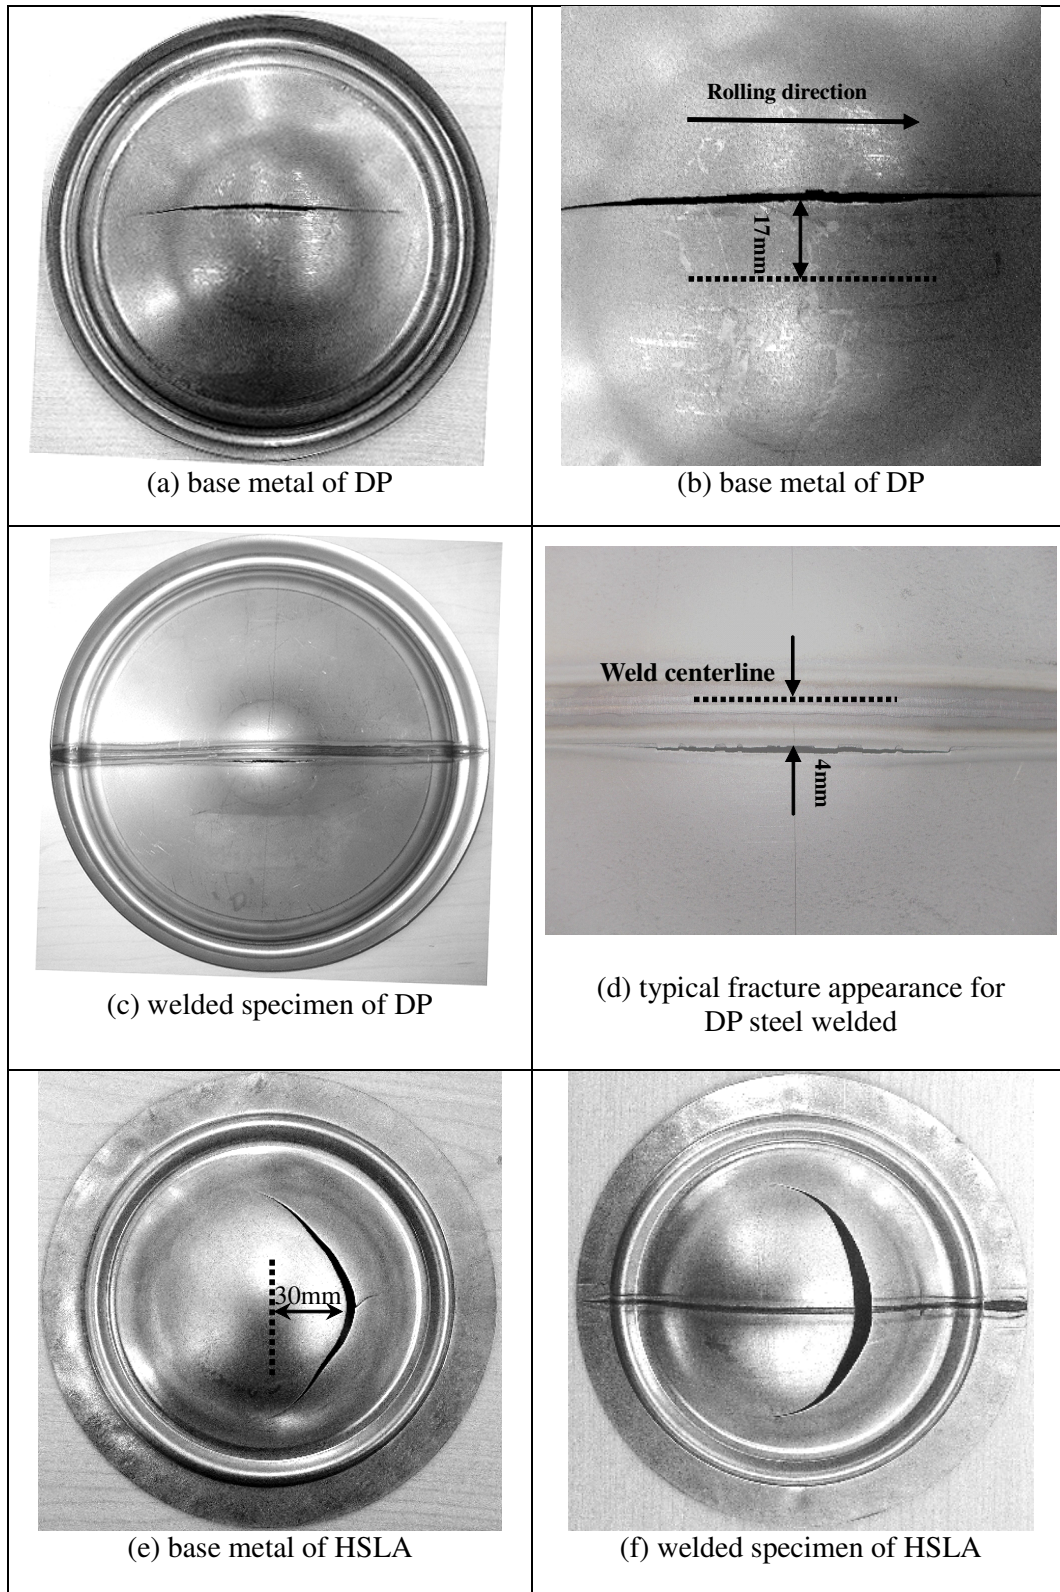 Rolling direction
17mm
(a) base metal of DP
(b) base metal of DP
Weld centerline
4mm
(c) welded specimen of DP
(d) typical fracture appearance for
DP steel welded
30mm
(e) base metal of HSLA
(f) welded specimen of HSLA